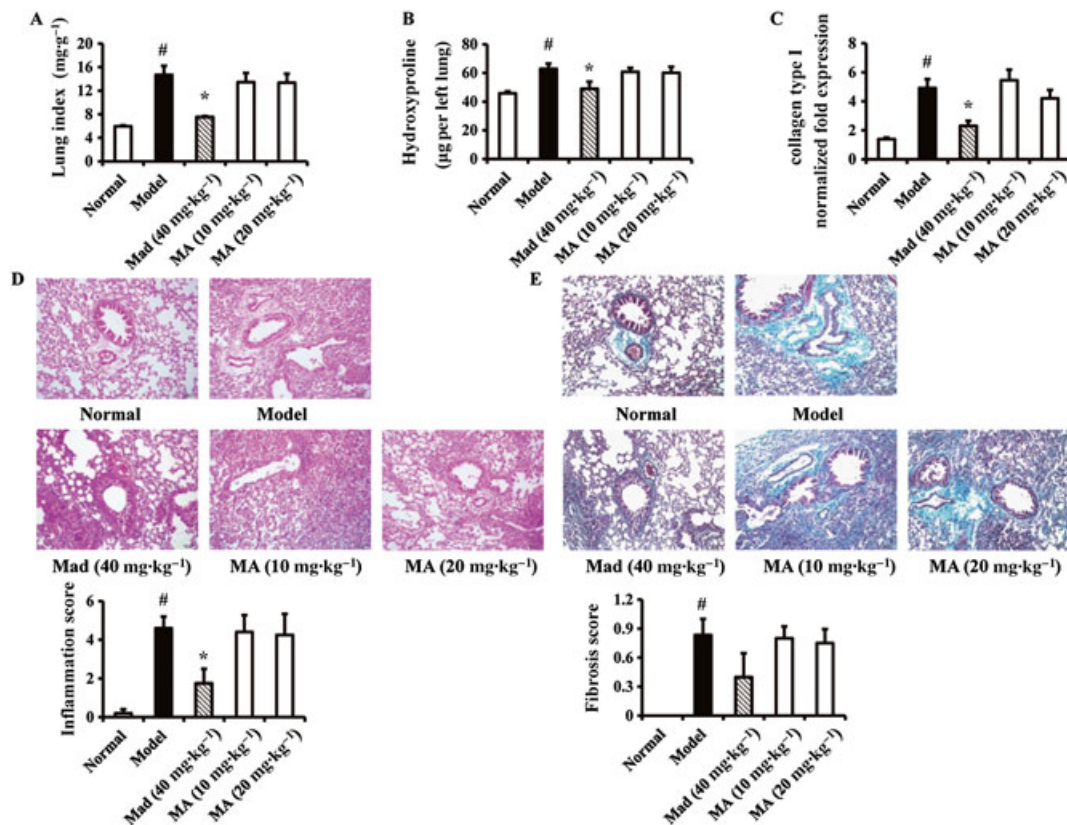 A
Lung index (mg·g⁻¹)
20
16
12
8
4
0
#
*
Normal
Model
Mad (40 mg·kg⁻¹)
MA (10 mg·kg⁻¹)
MA (20 mg·kg⁻¹)
B
Hydroxyproline
(μg per left lung)
80
60
40
20
0
#
*
Normal
Model
Mad (40 mg·kg⁻¹)
MA (10 mg·kg⁻¹)
MA (20 mg·kg⁻¹)
C
collagen type I
normalized fold expression
8
6
4
2
0
#
*
Normal
Model
Mad (40 mg·kg⁻¹)
MA (10 mg·kg⁻¹)
MA (20 mg·kg⁻¹)
D
Normal
Model
Mad (40 mg·kg⁻¹)
MA (10 mg·kg⁻¹)
MA (20 mg·kg⁻¹)
Inflammation score
6
4
2
0
#
*
Normal
Model
Mad (40 mg·kg⁻¹)
MA (10 mg·kg⁻¹)
MA (20 mg·kg⁻¹)
E
Normal
Model
Mad (40 mg·kg⁻¹)
MA (10 mg·kg⁻¹)
MA (20 mg·kg⁻¹)
Fibrosis score
1.2
0.9
0.6
0.3
0
#
Normal
Model
Mad (40 mg·kg⁻¹)
MA (10 mg·kg⁻¹)
MA (20 mg·kg⁻¹)